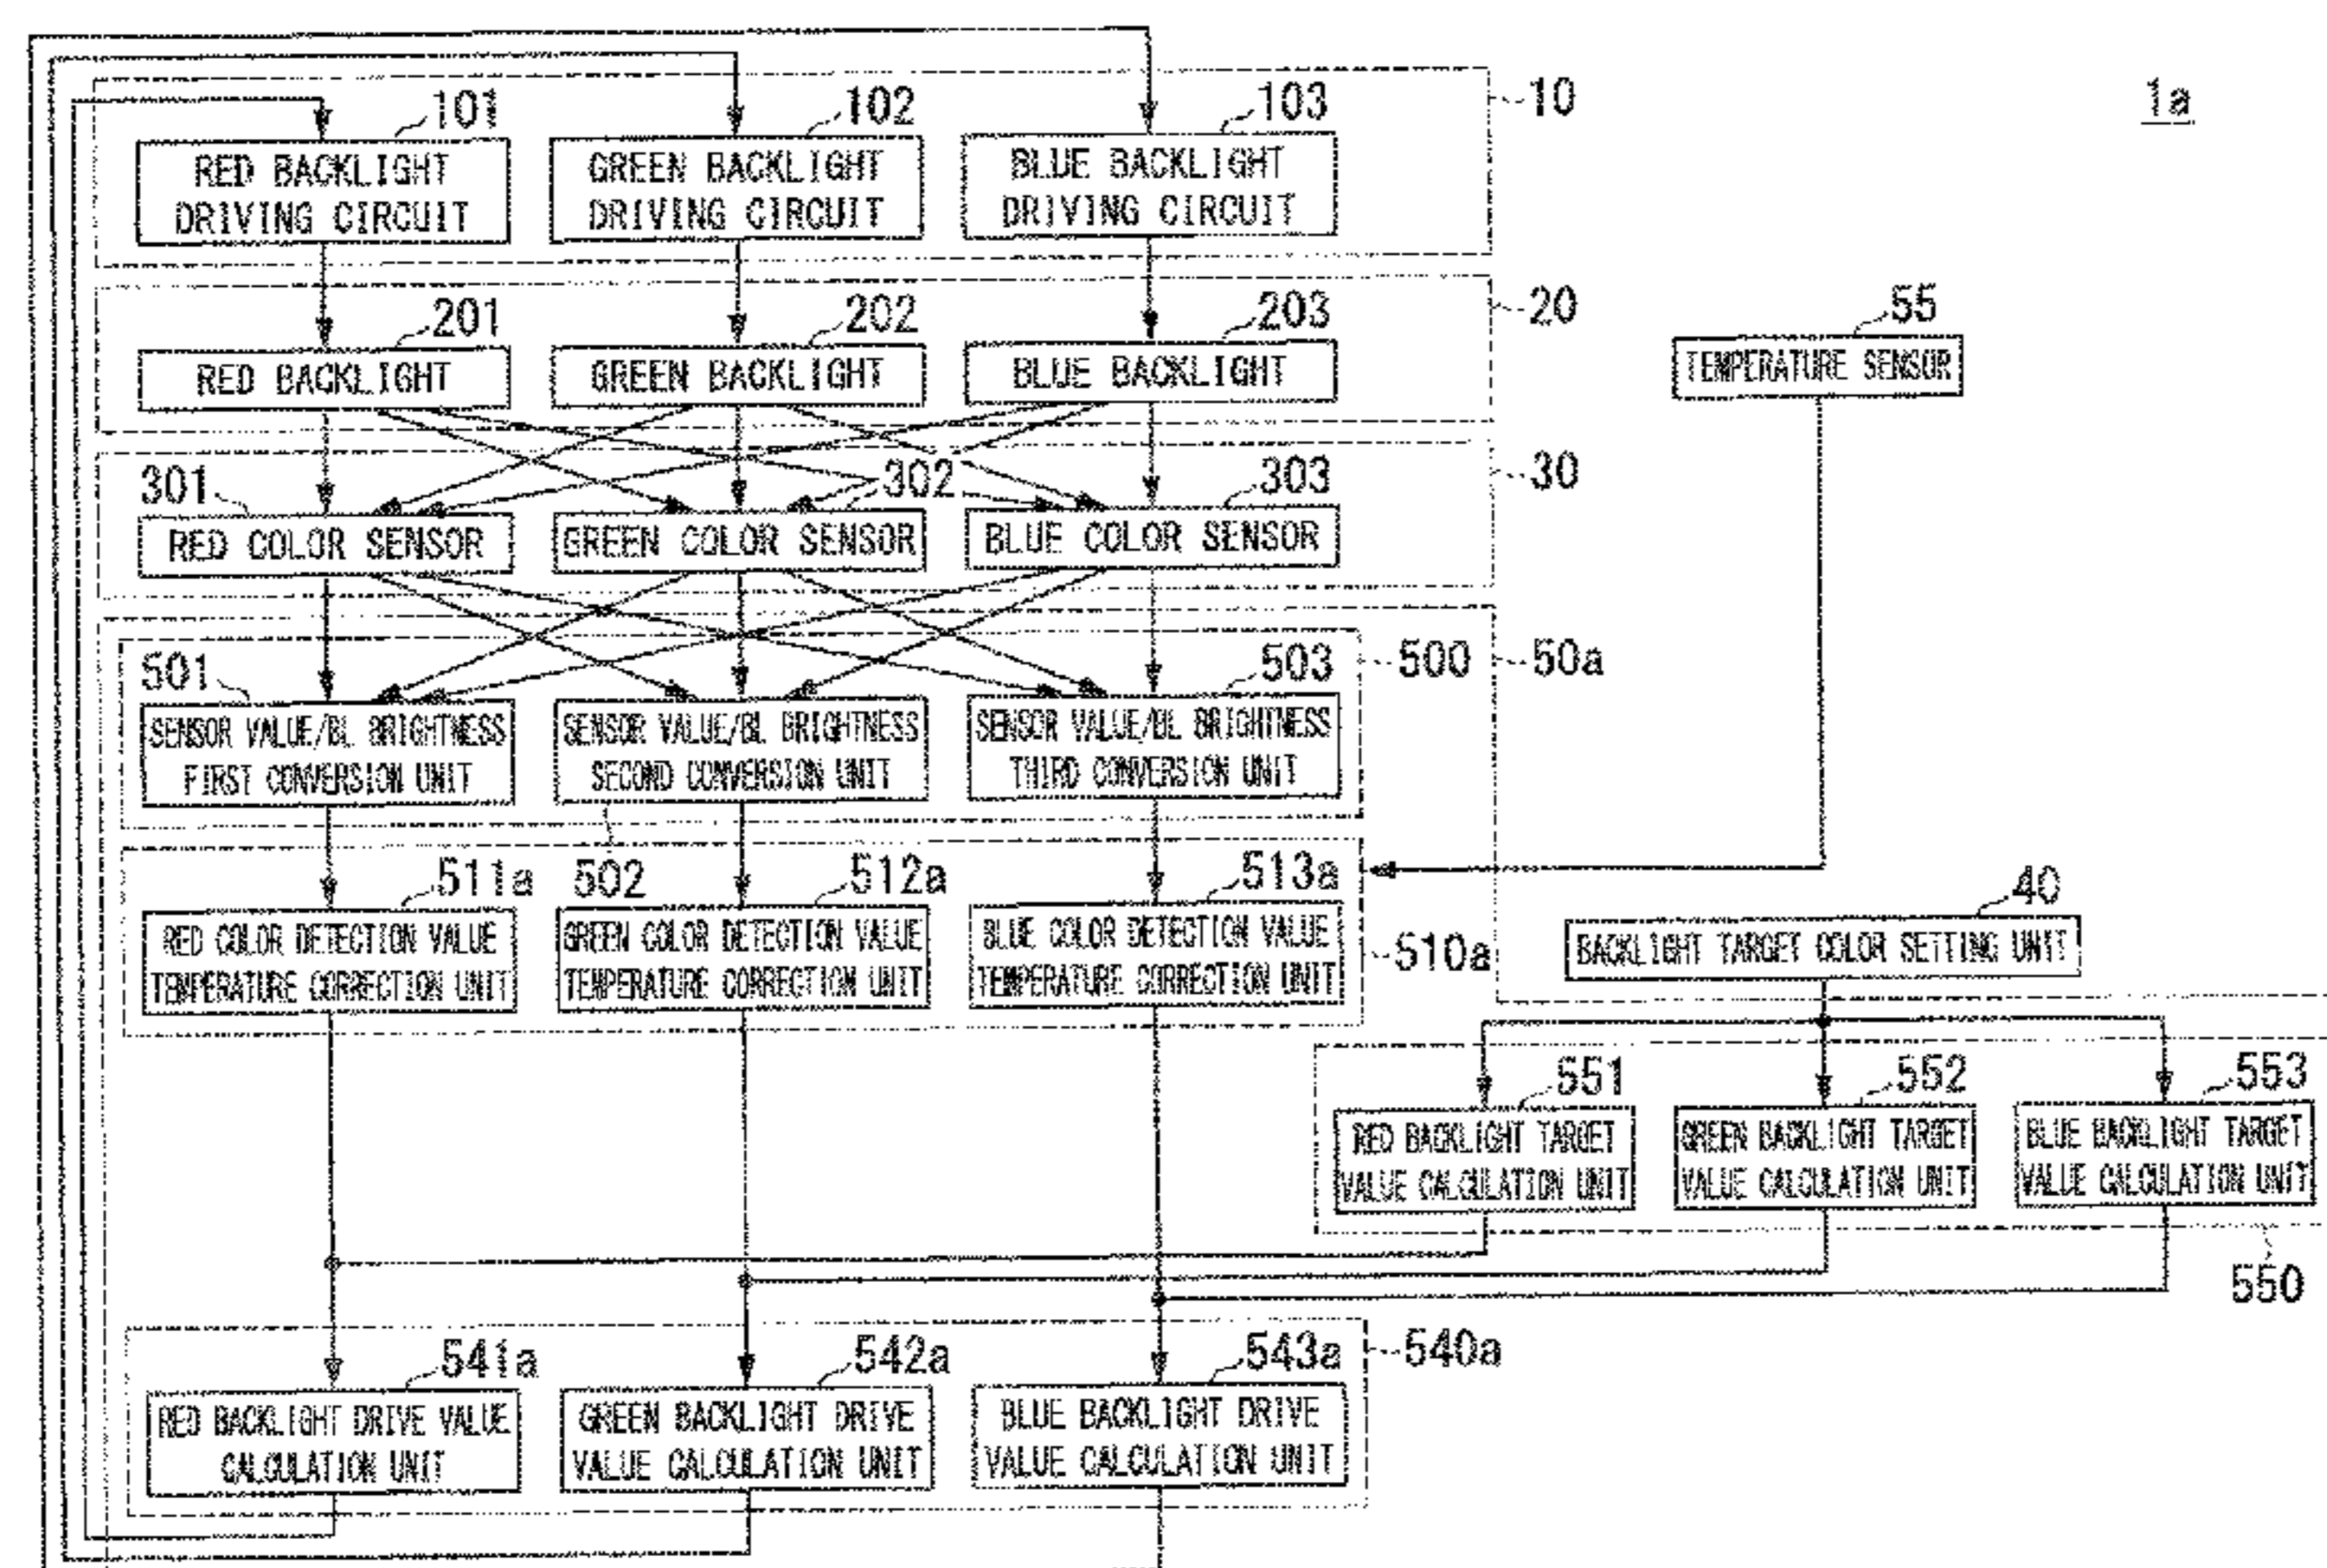 1a
101
102
103
10
RED BACKLIGHT
DRIVING CIRCUIT
GREEN BACKLIGHT
DRIVING CIRCUIT
BLUE BACKLIGHT
DRIVING CIRCUIT
201
202
203
20
55
RED BACKLIGHT
GREEN BACKLIGHT
BLUE BACKLIGHT
TEMPERATURE SENSOR
301
302
303
30
RED COLOR SENSOR
GREEN COLOR SENSOR
BLUE COLOR SENSOR
501
503
500
50a
SENSOR VALUE/BL BRIGHTNESS
FIRST CONVERSION UNIT
SENSOR VALUE/BL BRIGHTNESS
SECOND CONVERSION UNIT
SENSOR VALUE/BL BRIGHTNESS
THIRD CONVERSION UNIT
511a
502
512a
513a
40
RED COLOR DETECTION VALUE
TEMPERATURE CORRECTION UNIT
GREEN COLOR DETECTION VALUE
TEMPERATURE CORRECTION UNIT
BLUE COLOR DETECTION VALUE
TEMPERATURE CORRECTION UNIT
510a
BACKLIGHT TARGET COLOR SETTING UNIT
551
552
553
RED BACKLIGHT TARGET
VALUE CALCULATION UNIT
GREEN BACKLIGHT TARGET
VALUE CALCULATION UNIT
BLUE BACKLIGHT TARGET
VALUE CALCULATION UNIT
550
541a
542a
543a
540a
RED BACKLIGHT DRIVE VALUE
CALCULATION UNIT
GREEN BACKLIGHT DRIVE
VALUE CALCULATION UNIT
BLUE BACKLIGHT DRIVE
VALUE CALCULATION UNIT